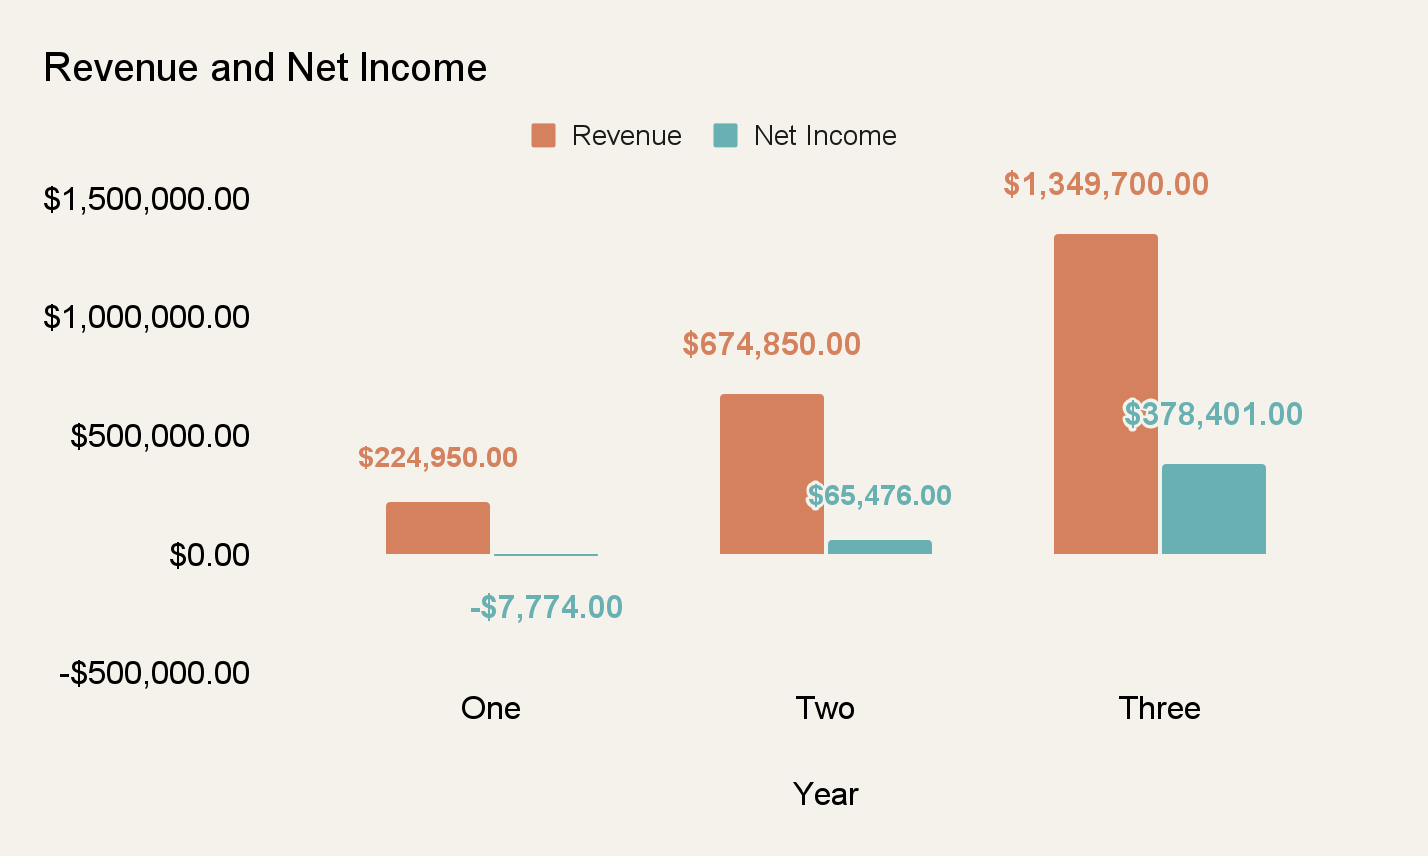 Revenue and Net Income
Revenue
Net Income
$1,500,000.00
$1,000,000.00
$500,000.00
$0.00
-$500,000.00
$224,950.00
-$7,774.00
$674,850.00
$65,476.00
$1,349,700.00
$378,401.00
One
Two
Three
Year